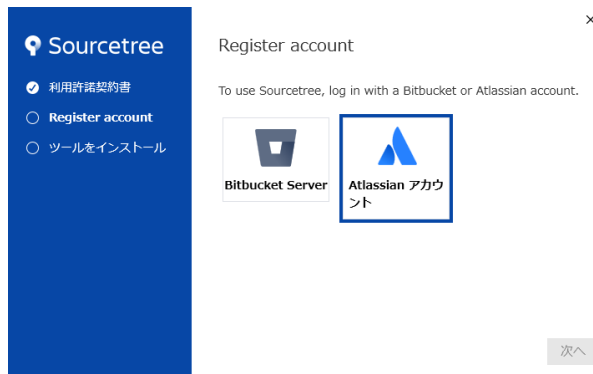 Sourcetree
利用許諾契約書
Register account
ツールをインストール
Register account
To use Sourcetree, log in with a Bitbucket or Atlassian account.
Bitbucket Server
Atlassian アカウ
ント
次へ